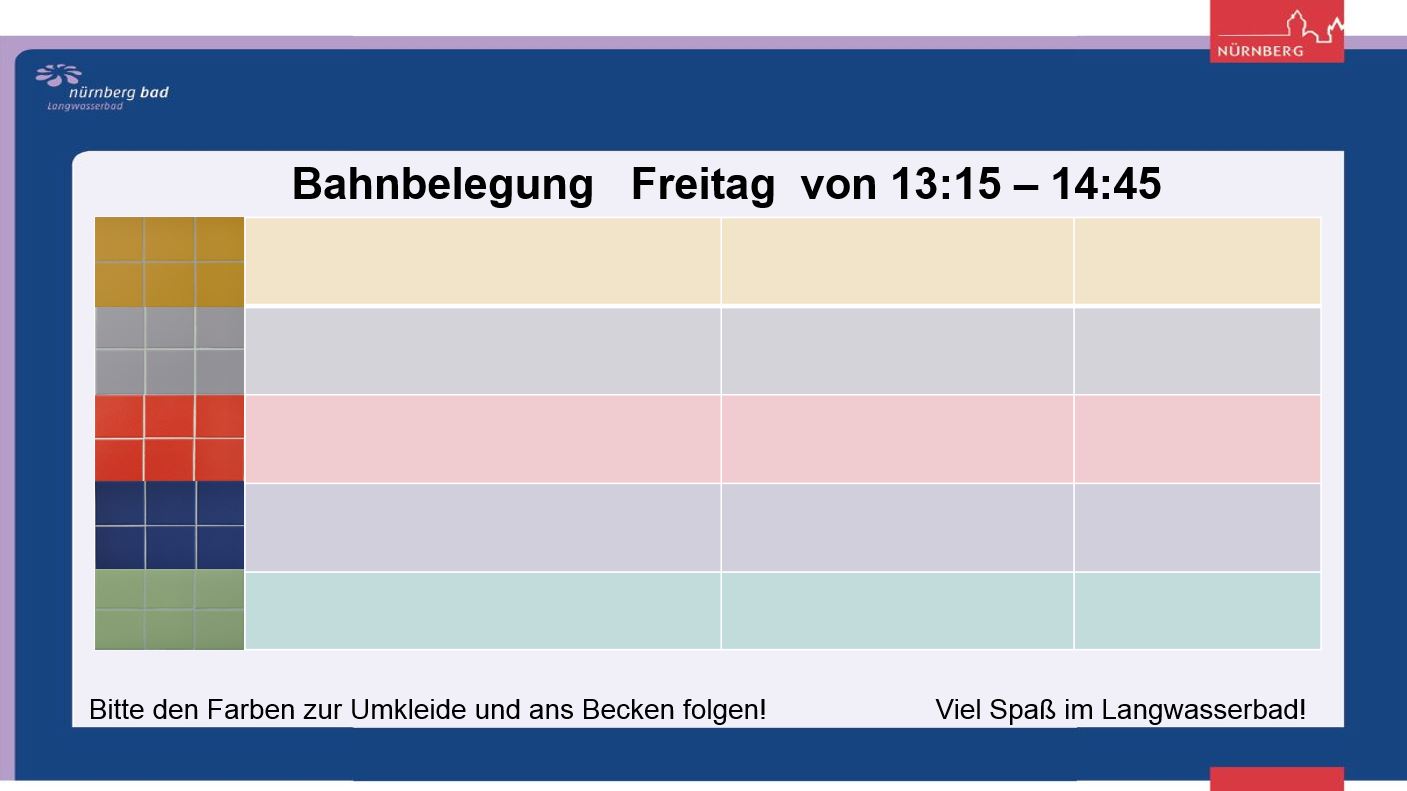 NÜRNBERG
nürnberg bad
Langwasserbad
Bahnbelegung Freitag von 13:15 – 14:45
Bitte den Farben zur Umkleide und ans Becken folgen! Viel Spaß im Langwasserbad!